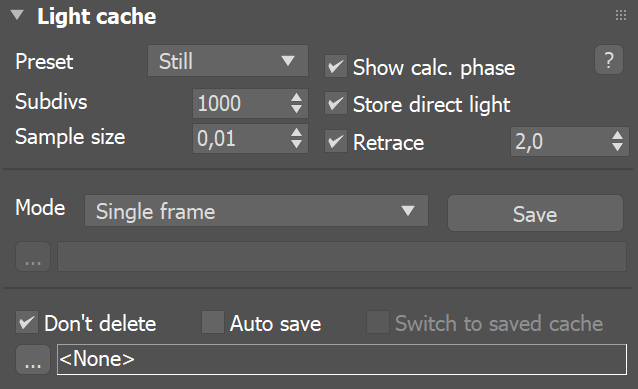 Light cache
Preset Still Show calc. phase ?
Subdivs 1000 Store direct light
Sample size 0,01 Retrace 2,0
Mode Single frame Save
...
Don't delete Auto save Switch to saved cache
... <None>